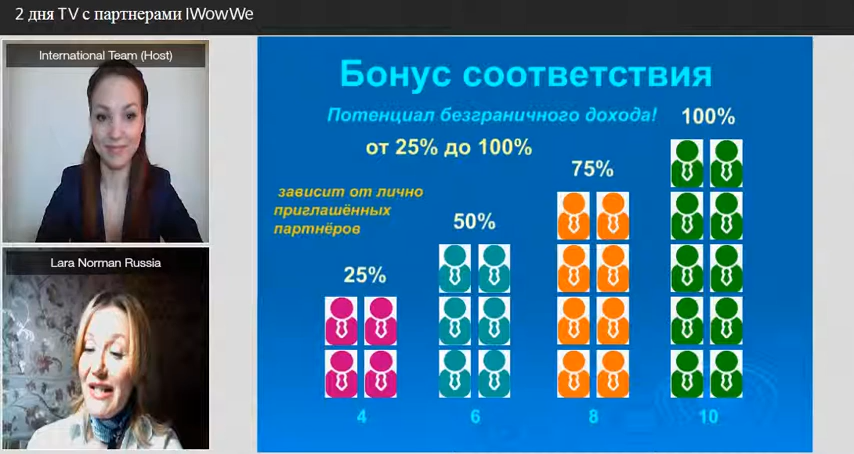 2 дня TV с партнерами IWowWe
International Team (Host)
Lara Norman Russia
Бонус соответствия
Потенциал безграничного дохода!
100%
от 25% до 100%
75%
зависит от лично
приглашённых
партнёров
50%
25%
4
6
8
10